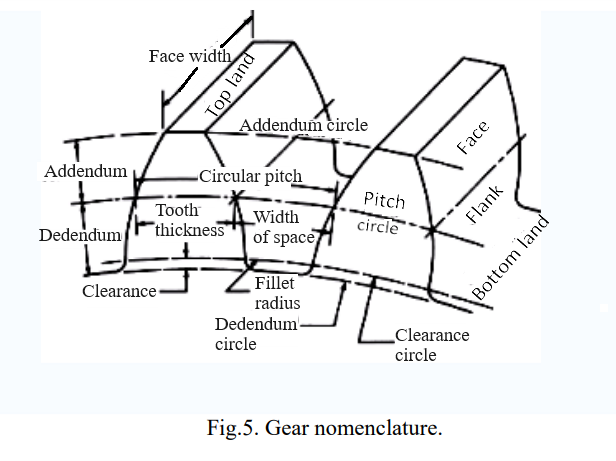 Face width
Top land
Addendum circle
Face
Addendum
Circular pitch
Pitch
circle
Flank
Tooth
thickness
Width
of space
Dedendum
Bottom land
Clearance
Fillet
radius
Dedendum
circle
Clearance
circle
Fig.5. Gear nomenclature.